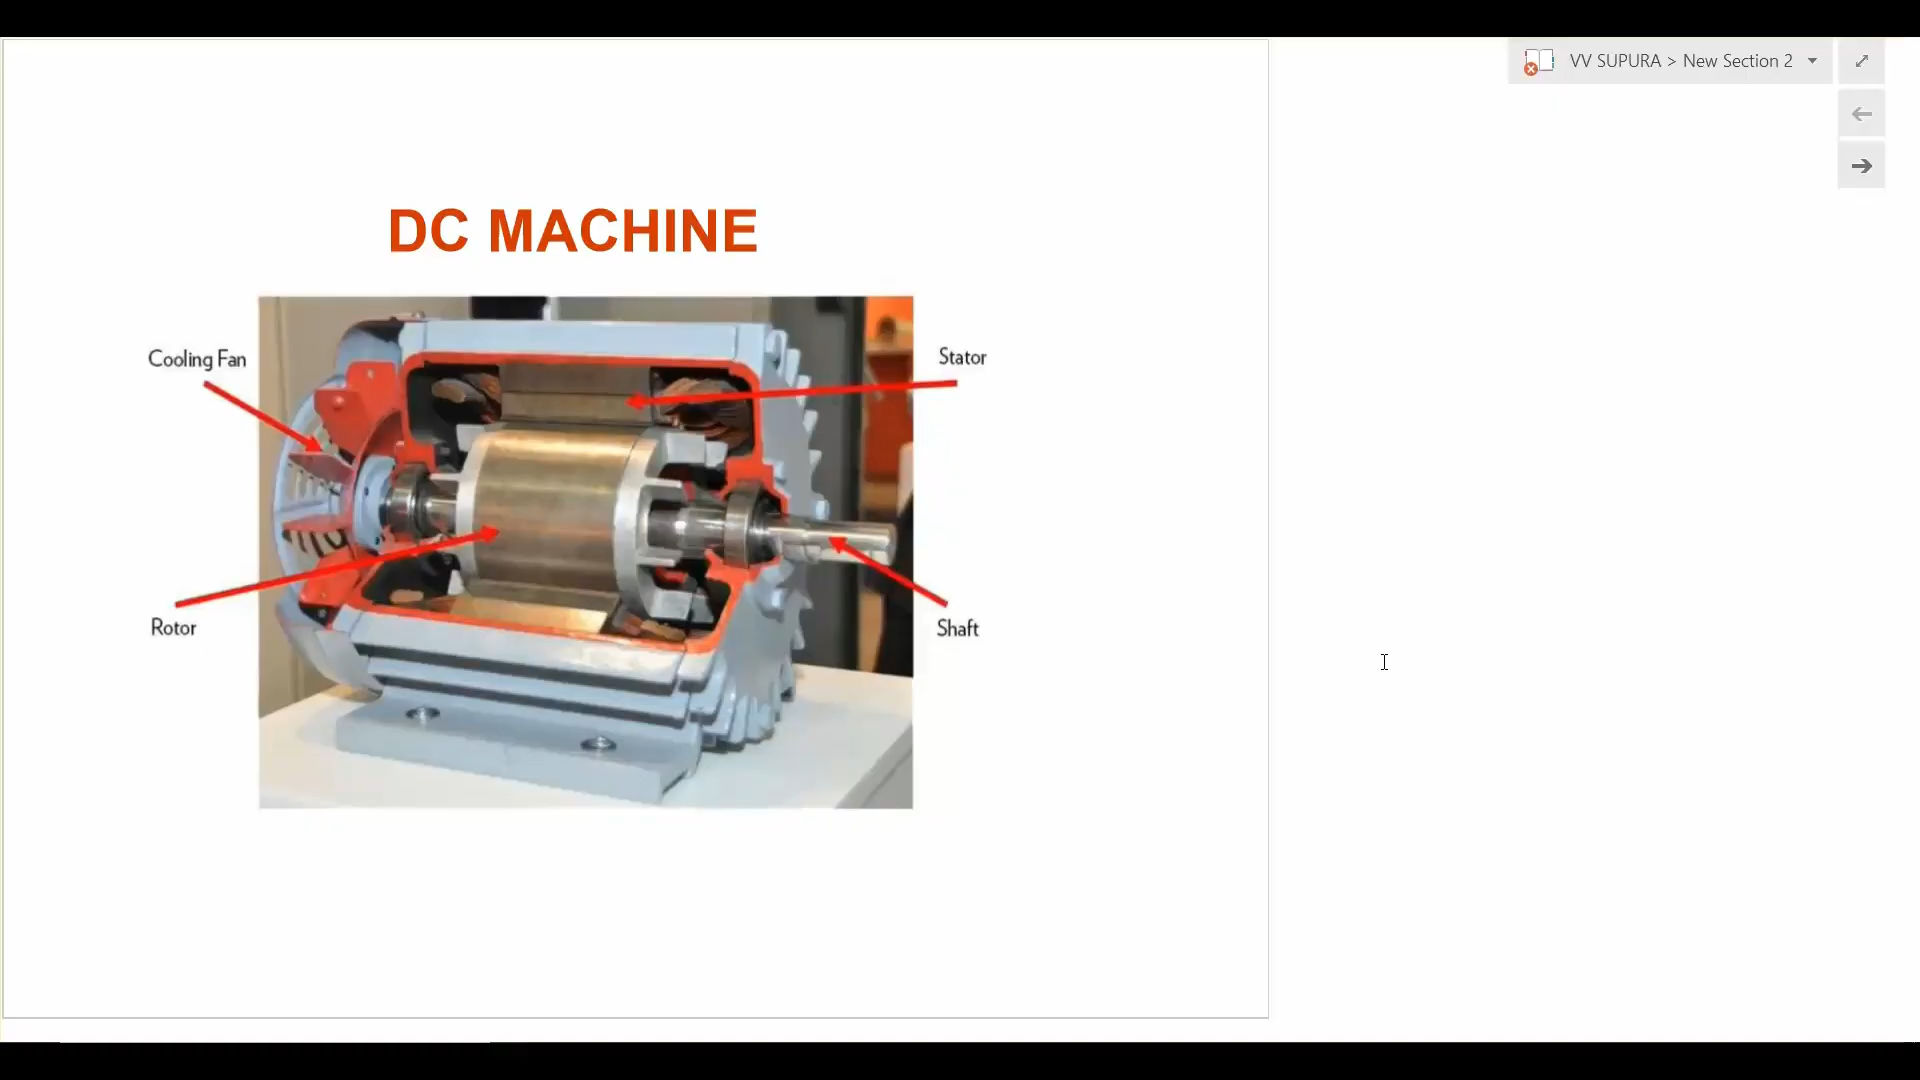 VV SUPURA > New Section 2
DC MACHINE
Cooling Fan
Stator
Rotor
Shaft